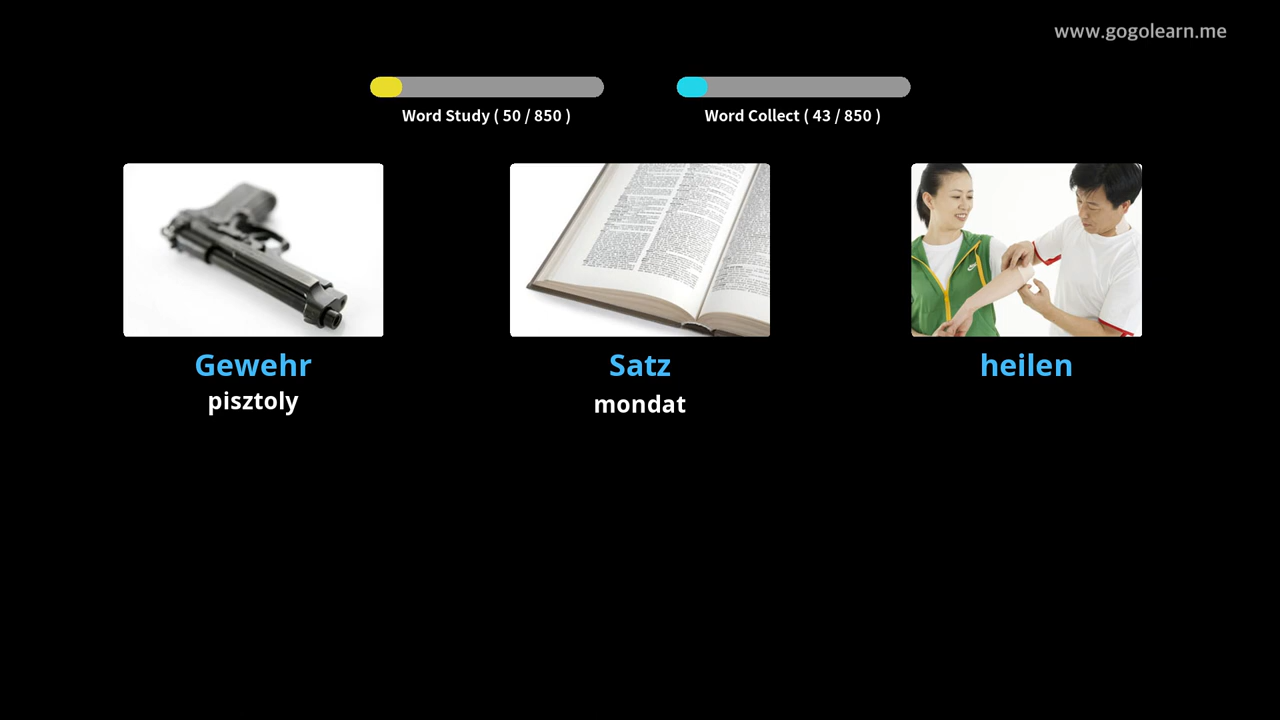 www.gogolearn.me
Word Study ( 50 / 850 )
Word Collect ( 43 / 850 )
Gewehr
pisztoly
Satz
mondat
heilen